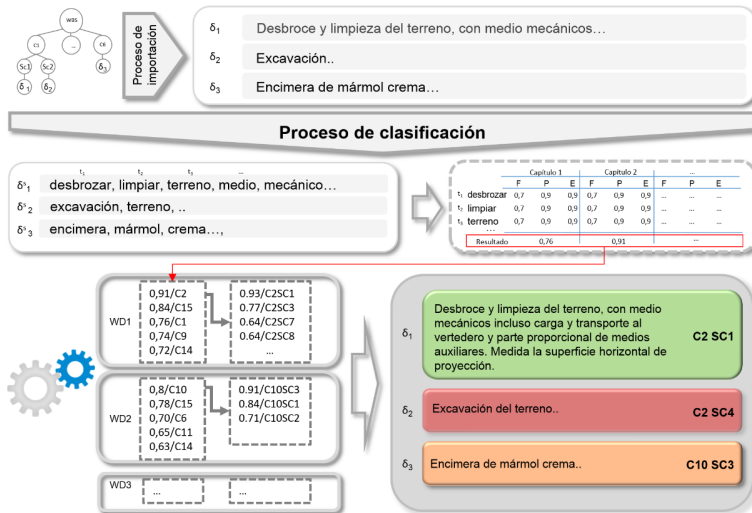 WBS
C1
...
C6
Sc1
Sc2
δ3
δ1
δ2
Proceso de
importación
δ1 Desbroce y limpieza del terreno, con medio mecánicos…
δ2 Excavación..
δ3 Encimera de mármol crema…
Proceso de clasificación
t1 t2 t3 ...
δs1 desbrozar, limpiar, terreno, medio, mecánico…
δs2 excavación, terreno, ..
δs3 encimera, mármol, crema…,
Capítulo 1 Capítulo 2 ...
F P E F P E F P E
t1 desbrozar 0,7 0,9 0,9 0,7 0,9 0,9 ... ... ...
t2 limpiar 0,7 0,9 0,9 0,7 0,9 0,9 ... ... ...
t3 terreno 0,7 0,9 0,9 0,7 0,9 0,9 ... ... ...
...
Resultado 0,76 0,91 ...
WD1
0,91/C2
0,84/C15
0,76/C1
0,74/C9
0,72/C14
0.93/C2SC1
0.77/C2SC3
0.64/C2SC7
0.64/C2SC8
...
WD2
0,8/C10
0,78/C15
0,70/C6
0,65/C11
0,63/C14
0.91/C10SC3
0.84/C10SC1
0.71/C10SC2
WD3
...
...
δ1
Desbroce y limpieza del terreno, con medio
mecánicos incluso carga y transporte al
vertedero y parte proporcional de medios
auxiliares. Medida la superficie horizontal de
proyección.
C2 SC1
δ2 Excavación del terreno.. C2 SC4
δ3 Encimera de mármol crema.. C10 SC3